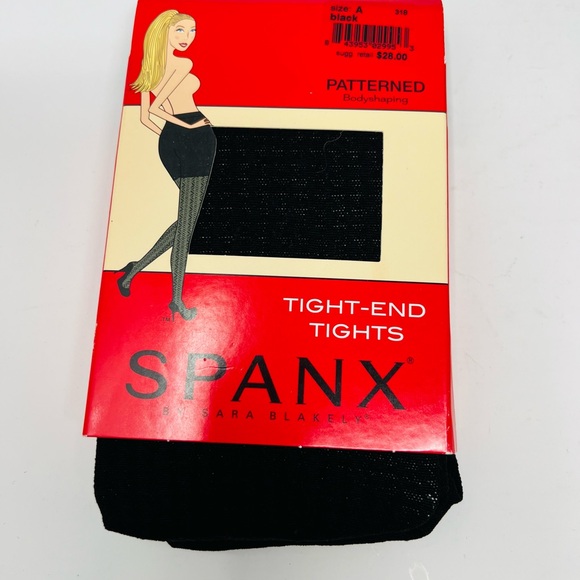 size: A 316
black
sugg. retail $28.00
PATTERNED
Bodyshaping
TIGHT-END
TIGHTS
SPANX®
BY SARA BLAKELY®